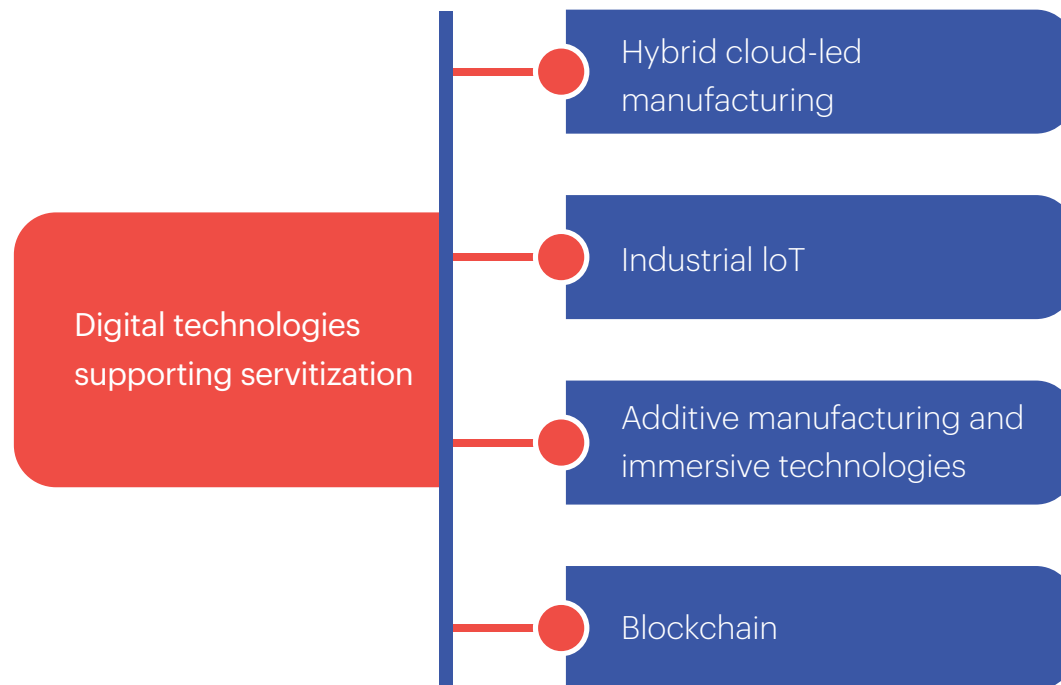 Hybrid cloud-led
manufacturing
Industrial IoT
Digital technologies
supporting servitization
Additive manufacturing and
immersive technologies
Blockchain